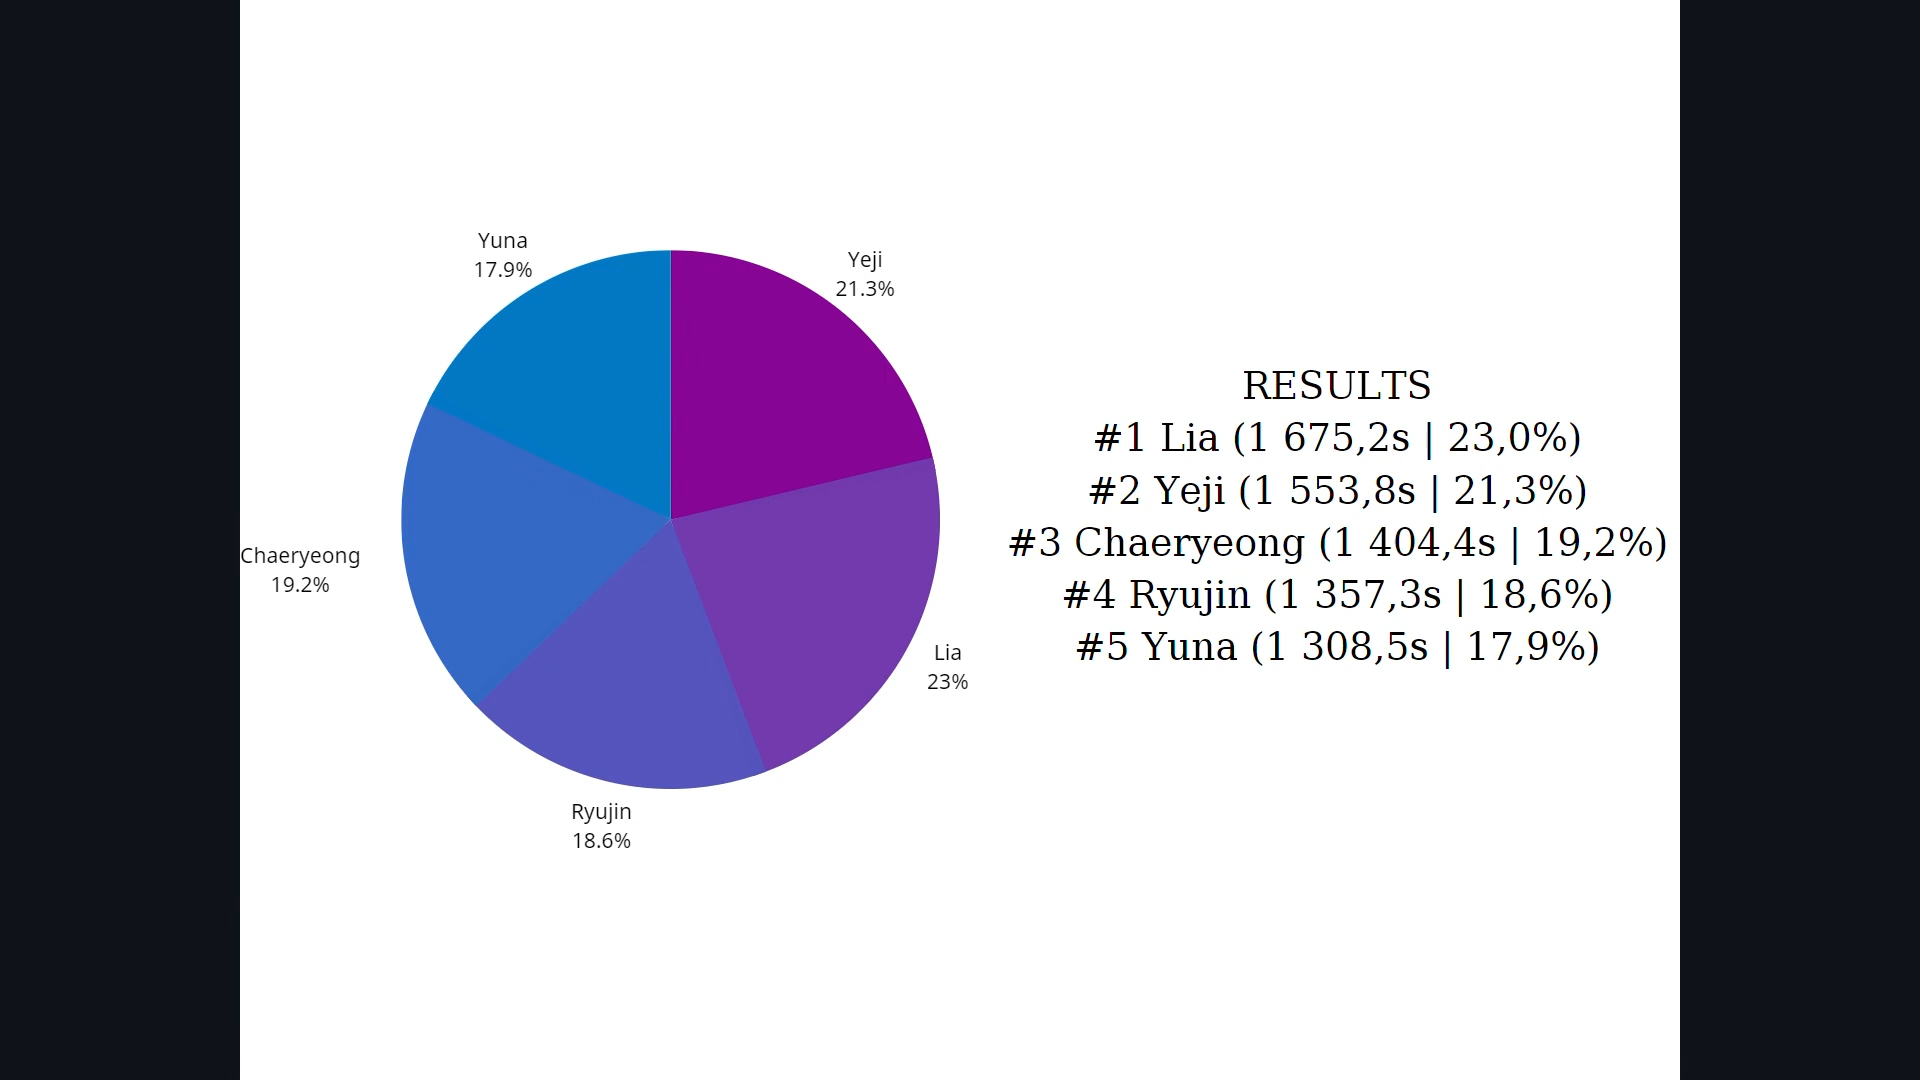 Yuna
17.9%
Yeji
21.3%
Chaeryeong
19.2%
Lia
23%
Ryujin
18.6%
RESULTS
#1 Lia (1 675,2s | 23,0%)
#2 Yeji (1 553,8s | 21,3%)
#3 Chaeryeong (1 404,4s | 19,2%)
#4 Ryujin (1 357,3s | 18,6%)
#5 Yuna (1 308,5s | 17,9%)